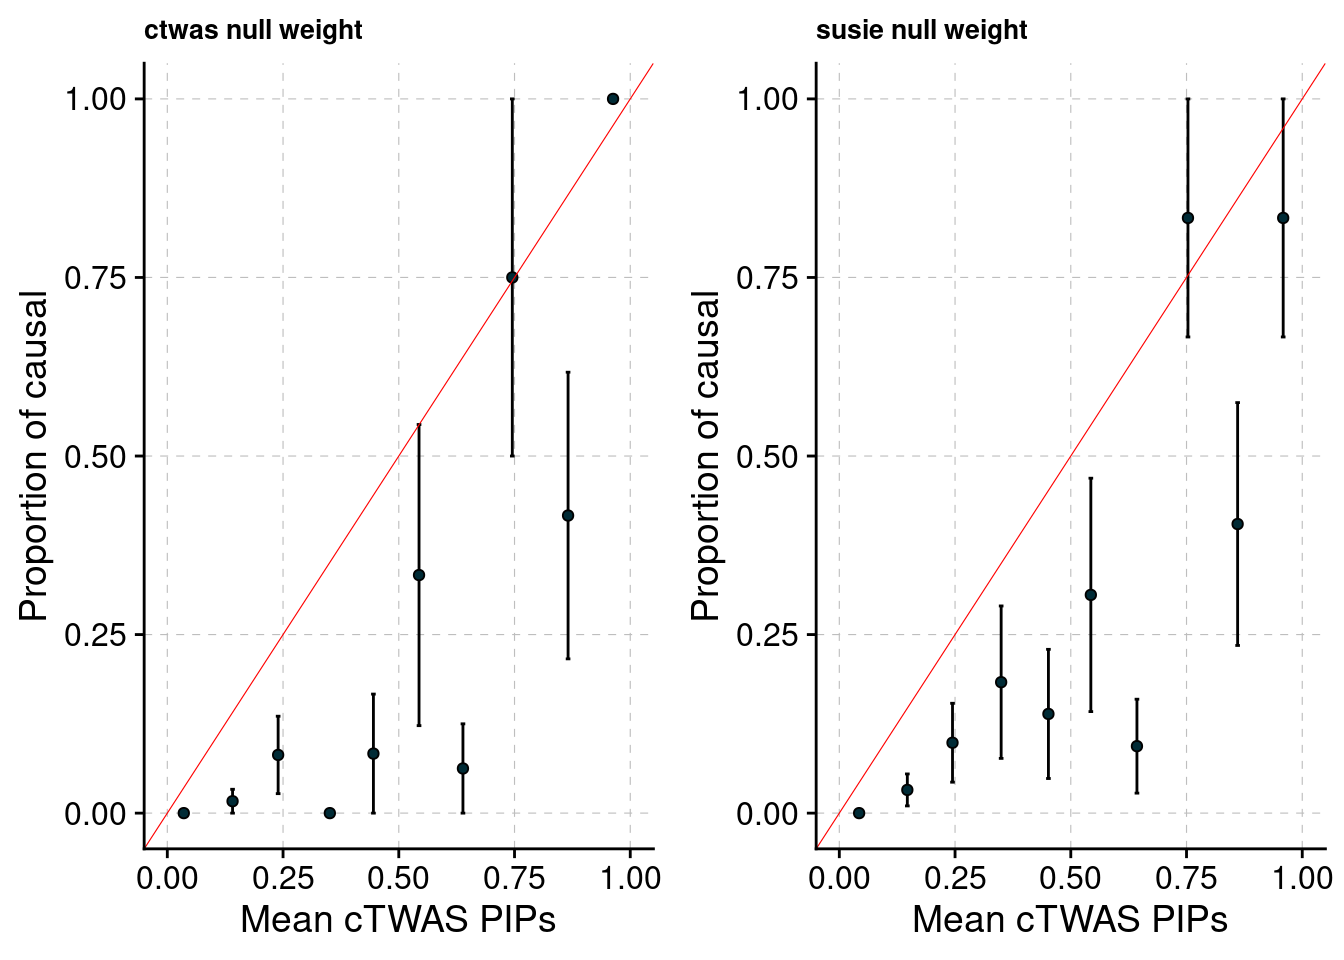 ctwas null weight
Proportion of causal
1.00
0.75
0.50
0.25
0.00
0.00 0.25 0.50 0.75 1.00
Mean cTWAS PIPs
susie null weight
Proportion of causal
1.00
0.75
0.50
0.25
0.00
0.00 0.25 0.50 0.75 1.00
Mean cTWAS PIPs